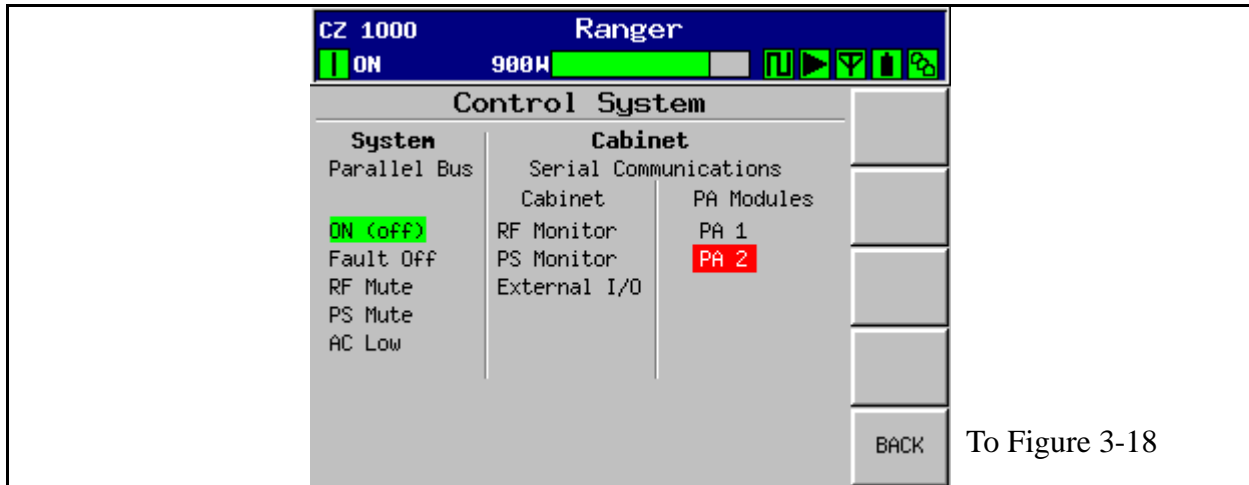 CZ 1000 Ranger
ON 900W
Control System
System Cabinet
Parallel Bus Serial Communications
Cabinet PA Modules
ON (off) RF Monitor PA 1
Fault Off PS Monitor PA 2
RF Mute External I/O
PS Mute
AC Low
BACK To Figure 3-18